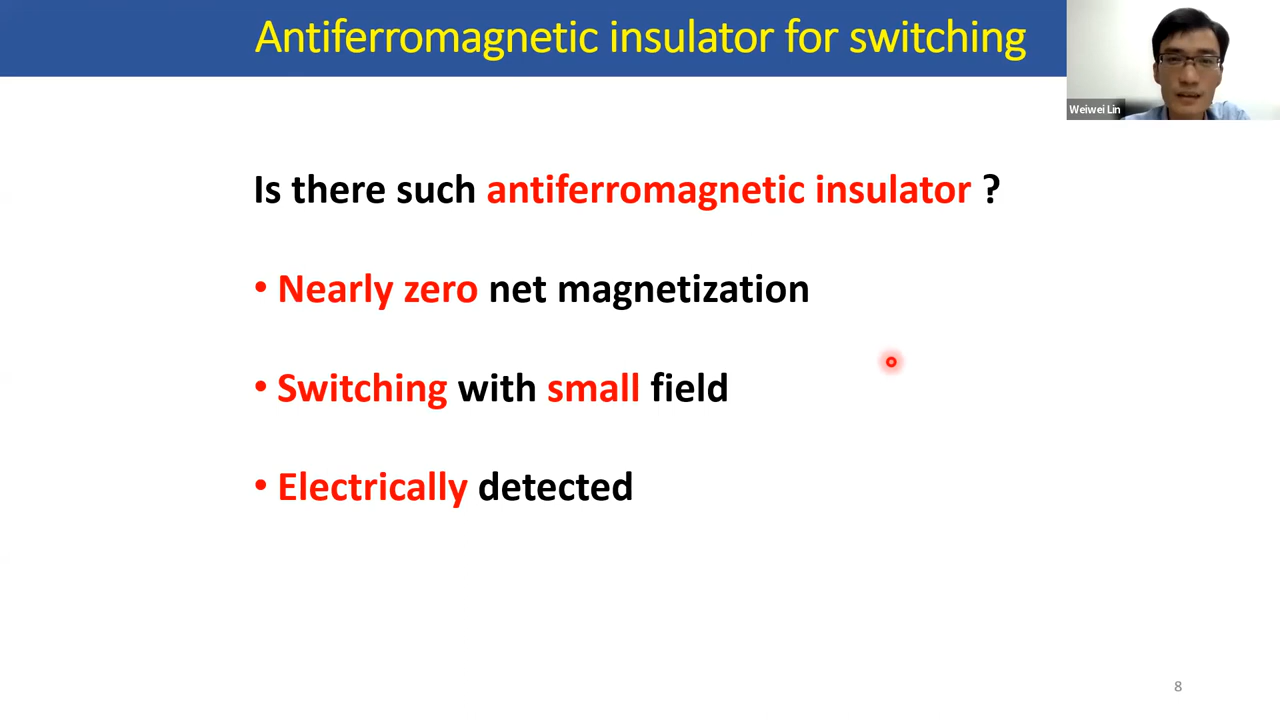 Antiferromagnetic insulator for switching
Weiwei Lin
Is there such antiferromagnetic insulator ?
• Nearly zero net magnetization
• Switching with small field
• Electrically detected
8